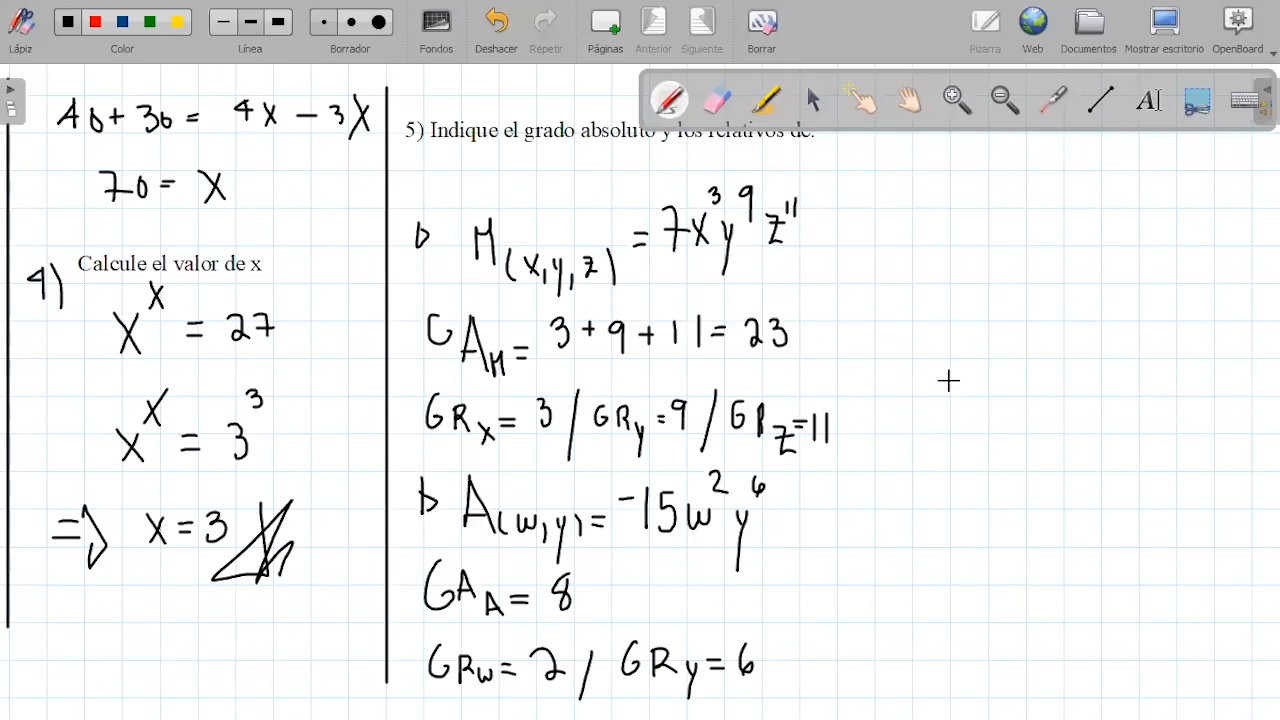 Lápiz Color Línea Borrador Fondos Deshacer Repetir Páginas Anterior Siguiente Borrar Pizarra Web Documentos Mostrar escritorio OpenBoard
4b+3b= 4x - 3x
7b= x
4) Calcule el valor de x
x^x = 27
x^x = 3^3
=> x=3
5) Indique el grado absoluto y los relativos de:
M(x,y,z) = 7x^3y^9z^11
GA_M= 3+9+11=23
GR_x= 3 / GR_y=9 / GR_z=11
A(w,y)= -15w^2y^6
GA_A= 8
GR_w= 2 / GR_y=6